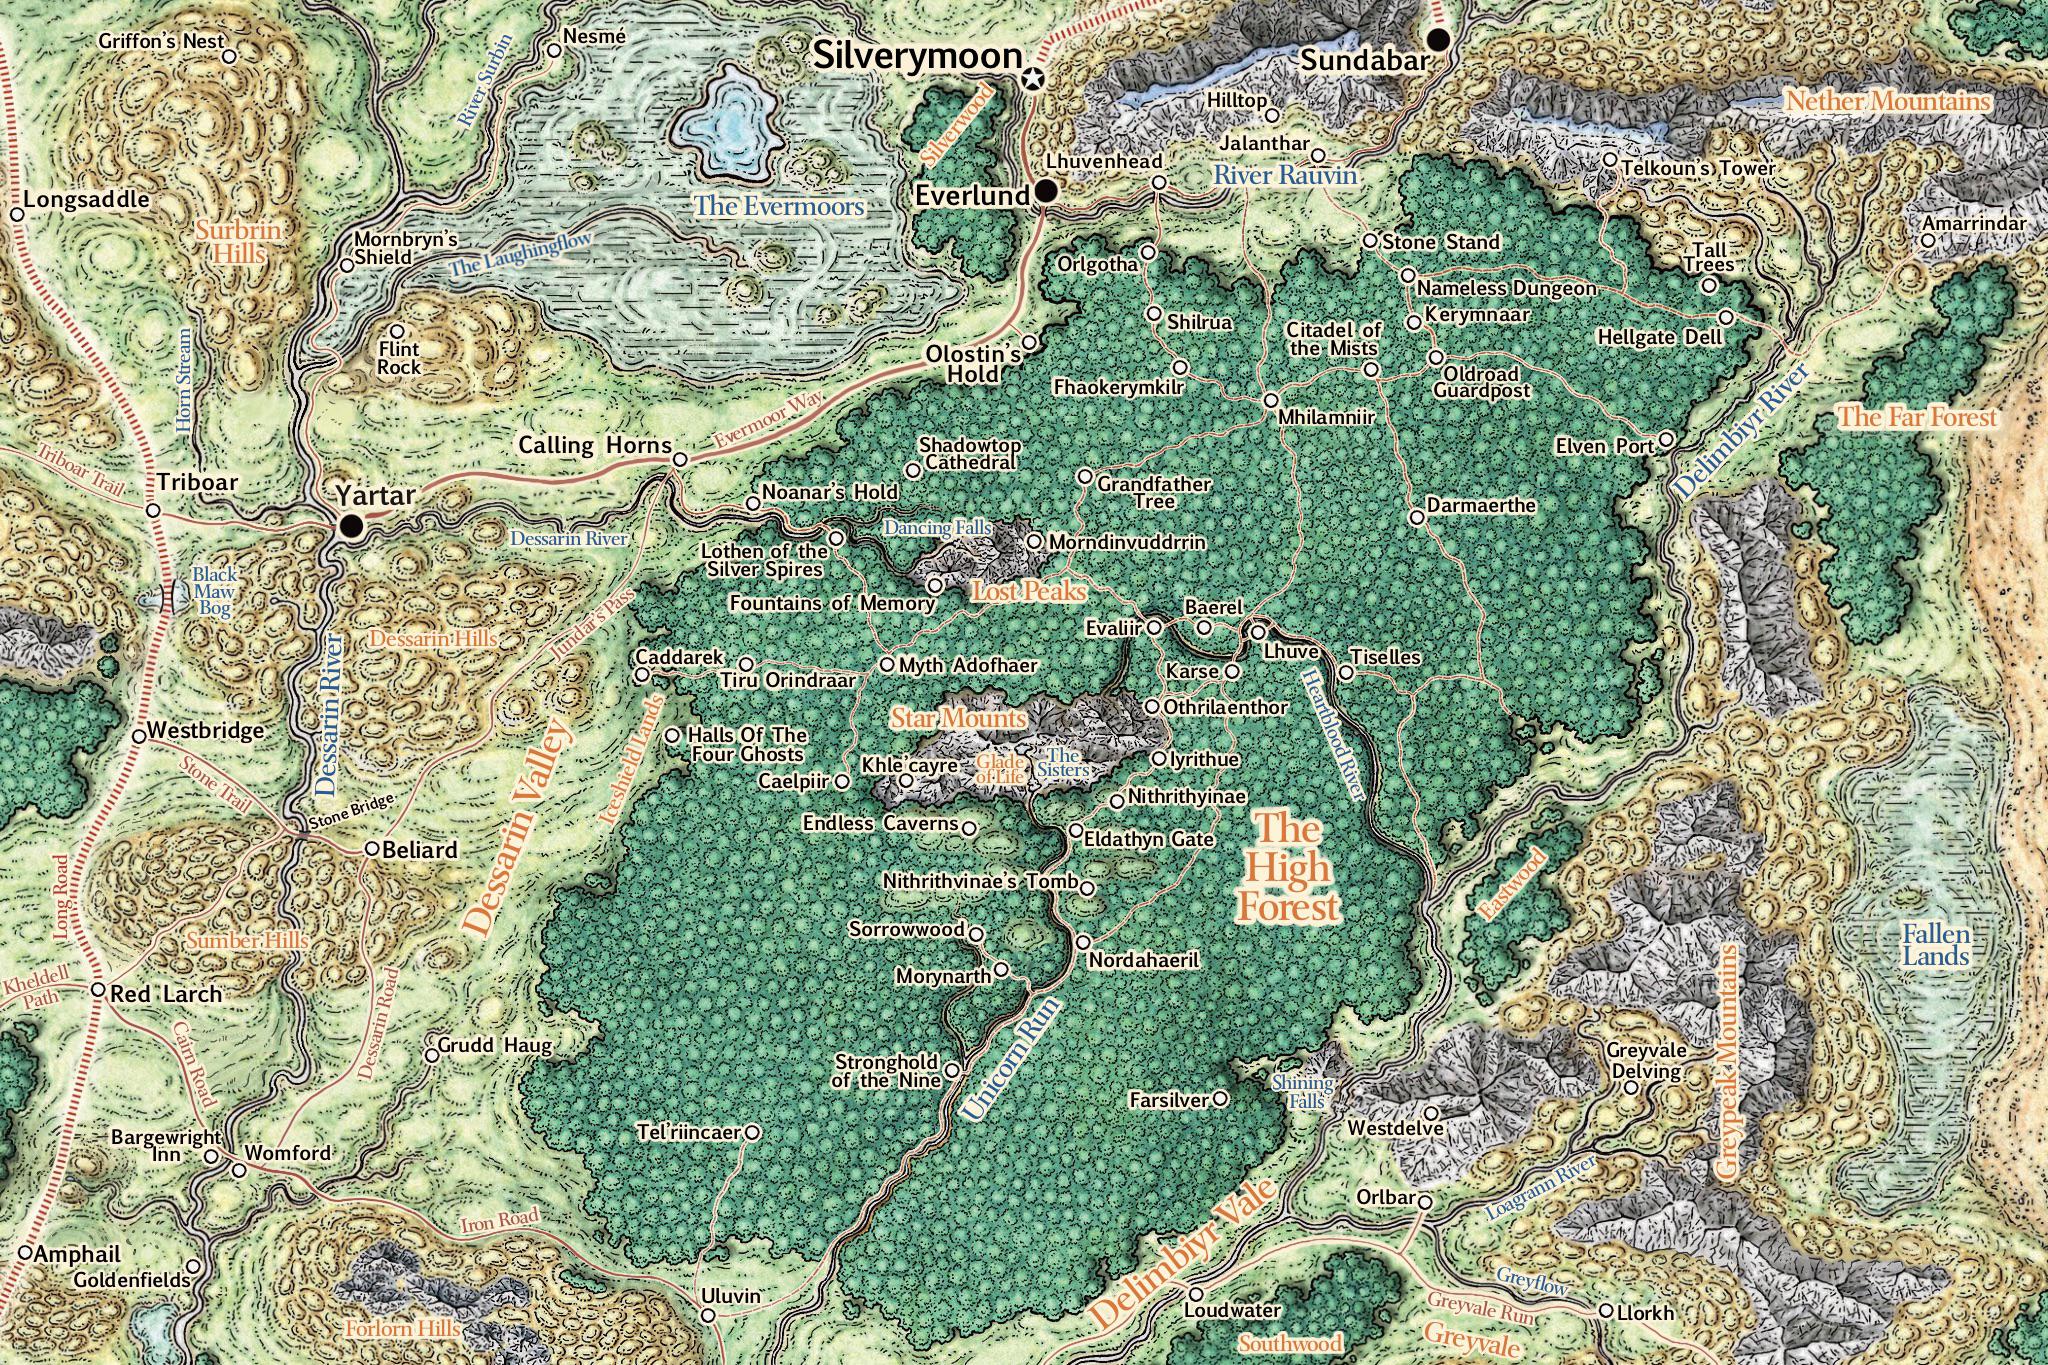 Griffon's Nest
Nesmé
River Surbin
Silverymoon
Sundabar
Silverwood
Hilltop
Nether Mountains
Jalanthar
Lhuvenhead
River Rauvin
Telkoun's Tower
Longsaddle
Everlund
The Evermoors
Surbrin
Hills
Mornbryn's
Shield
The Laughingflow
Amarrindar
Stone Stand
Orlgotha
Tall
Trees
Nameless Dungeon
Kerymnaar
Shilrua
Citadel of
the Mists
Hellgate Dell
Flint
Rock
Horn Stream
Olostin's
Hold
Fhaokerymkilr
Oldroad
Guardpost
Mhilamniir
Delimbiyr River
The Far Forest
Evermoor Way
Calling Horns
Shadowtop
Cathedral
Elven Port
Triboar Trail
Triboar
Yartar
Noanar's Hold
Grandfather
Tree
Darmaerthe
Dessarin River
Dancing Falls
Morndinvuddrrin
Lothen of the
Silver Spires
Black
Maw
Bog
Fountains of Memory
Lost Peaks
Jundar's Pass
Dessarin Hills
Baerel
Evaliir
Lhuve
Caddarek
Tiru Orindraar
Myth Adofhaer
Karse
Tiselles
Dessarin River
Heartblood River
Star Mounts
Othrilaenthor
Westbridge
Halls Of The
Four Ghosts
Iceshield Lands
Dessarin Valley
Stone Trail
Khle'cayre
Glade
of Life
The
Sisters
Iyrithue
Caelpiir
Nithrithyinae
Stone Bridge
Endless Caverns
Eldathyn Gate
The
High
Forest
Beliard
Long Road
Nithrithvinae's Tomb
Eastwood
Sumber Hills
Sorrowwood
Fallen
Lands
Morynarth
Nordahaeril
Kheldell
Path
Red Larch
Dessarin Road
Cairn Road
Unicorn Run
Greypeak Mountains
Grudd Haug
Stronghold
of the Nine
Greyvale
Delving
Shining
Falls
Farsilver
Westdelve
Tel'riincaer
Bargewright
Inn
Womford
Loagrann River
Orlbar
Iron Road
Delimbiyr Vale
Amphail
Goldenfields
Greyflow
Uluvin
Loudwater
Greyvale Run
Llorkh
Forlorn Hills
Southwood
Greyvale